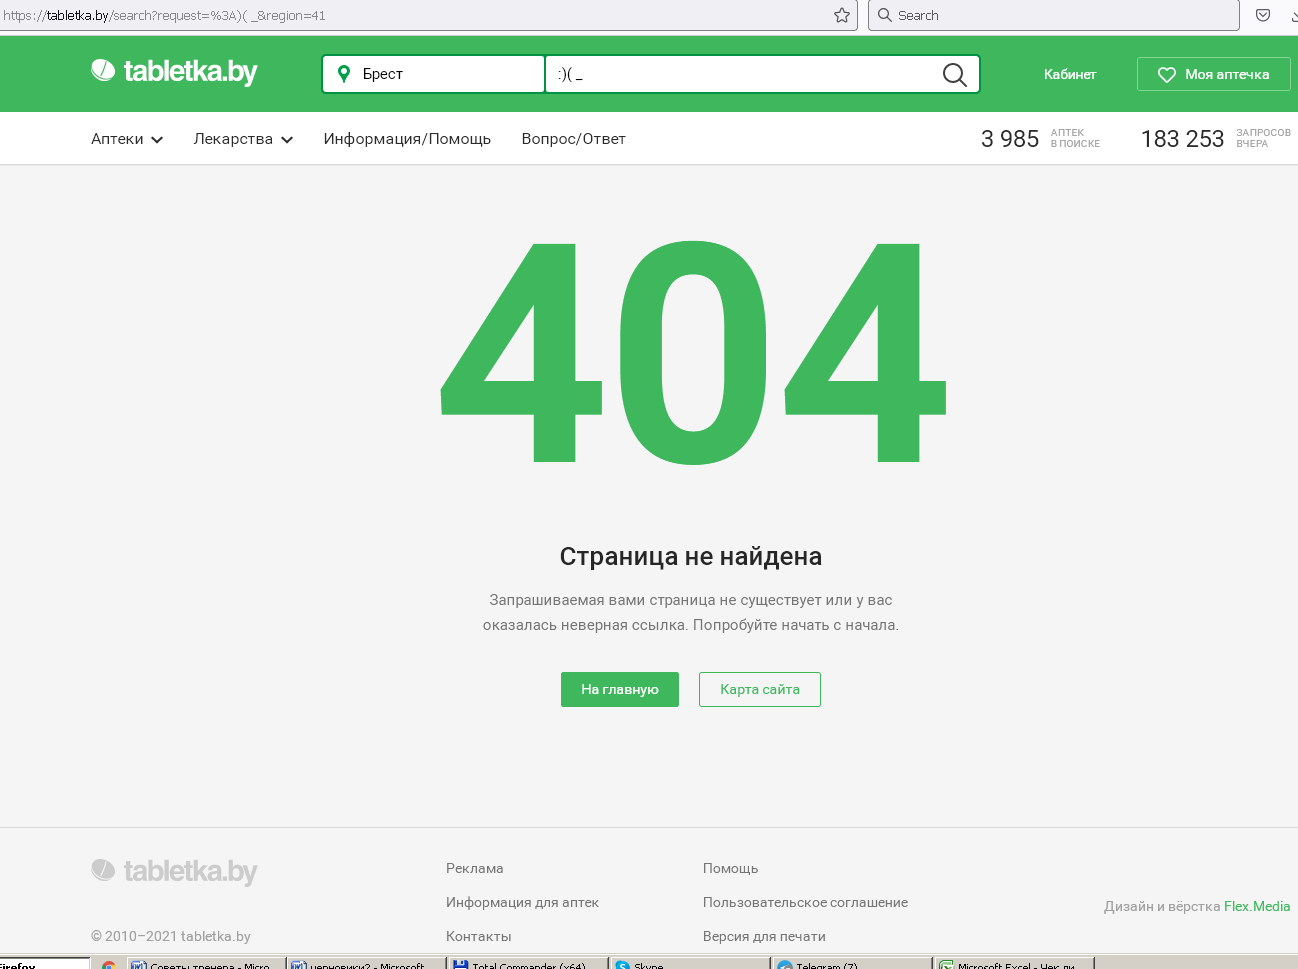 https://tabletka.by/search?request=%3A)( _&region=41
Search
tabletka.by
Брест
:)( _
Кабинет
Моя аптечка
Аптеки
Лекарства
Информация/Помощь
Вопрос/Ответ
3 985
АПТЕК
В ПОИСКЕ
183 253
ЗАПРОСОВ
ВЧЕРА
404
Страница не найдена
Запрашиваемая вами страница не существует или у вас
оказалась неверная ссылка. Попробуйте начать с начала.
На главную
Карта сайта
tabletka.by
© 2010–2021 tabletka.by
Реклама
Информация для аптек
Контакты
Помощь
Пользовательское соглашение
Версия для печати
Дизайн и вёрстка Flex.Media
Firefox
Советы тренера - Micro
черновики? - Microsoft
Total Commander (x64)
Skype
Telegram (7)
Microsoft Excel - Чек ли